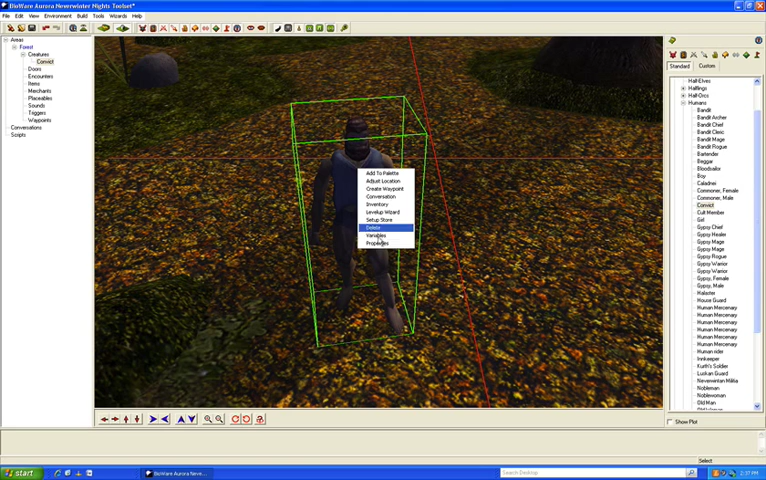 BioWare Aurora Neverwinter Nights Toolset*
File Edit View Environment Build Tools Wizards Help
Areas
Forest
Creatures
Convict
Doors
Encounters
Items
Merchants
Placeables
Sounds
Triggers
Waypoints
Conversations
Scripts
Add To Palette
Adjust Location
Create Waypoint
Conversation
Inventory
Levelup Wizard
Setup Store
Delete
Variables
Properties
Standard Custom
Half-Elves
Halflings
Half-Orcs
Humans
Bandit
Bandit Archer
Bandit Chief
Bandit Cleric
Bandit Mage
Bandit Rogue
Bartender
Beggar
Bloodsailor
Boy
Caladnei
Commoner, Female
Commoner, Male
Convict
Cult Member
Girl
Gypsy Chief
Gypsy Healer
Gypsy Mage
Gypsy Mage
Gypsy Rogue
Gypsy Warrior
Gypsy Warrior
Gypsy, Female
Gypsy, Male
Halaster
House Guard
Human Mercenary
Human Mercenary
Human Mercenary
Human Mercenary
Human Mercenary
Human rider
Innkeeper
Kurth's Soldier
Luskan Guard
Neverwinter Militia
Nobleman
Noblewoman
Old Man
Show Plot
Select
start
BioWare Aurora Neve...
Search Desktop
2:37 PM